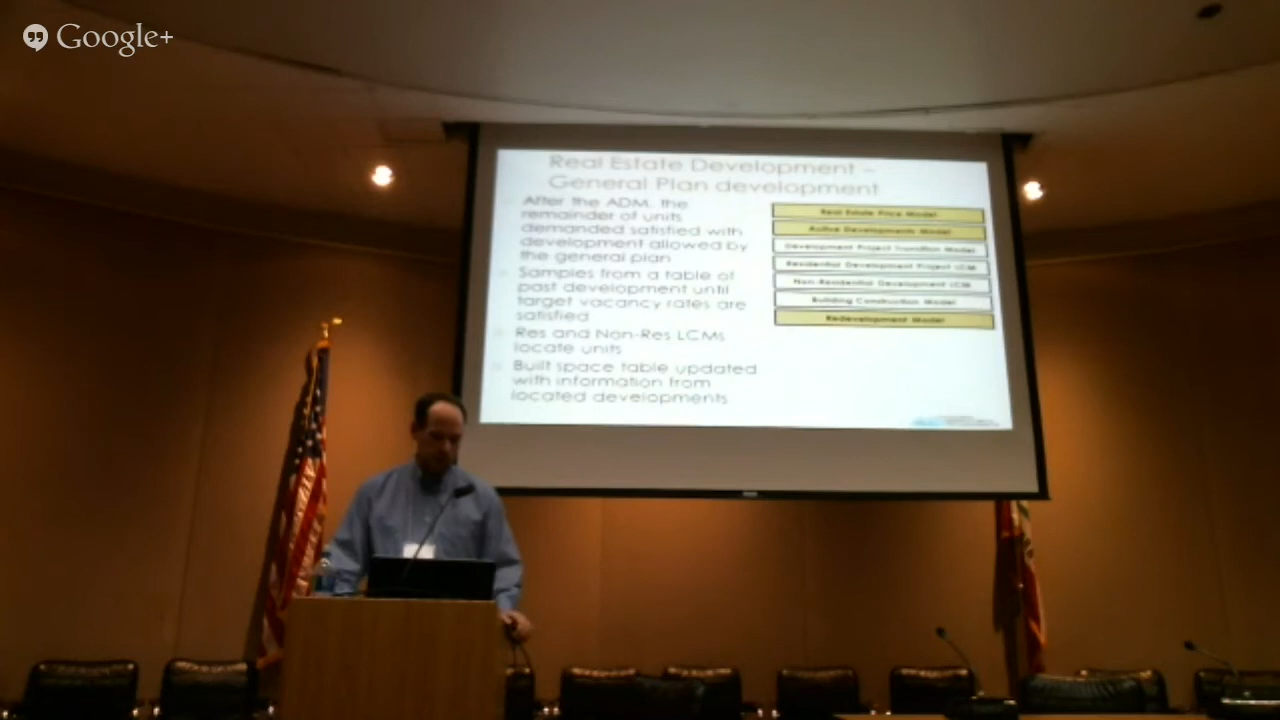 Google+
Real Estate Development –
General Plan development
After the ADM, the
remainder of units
demanded satisfied with
development allowed by
the general plan
Samples from a table of
past development until
target vacancy rates are
satisfied
Res and Non-Res LCMs
locate units
Built space table updated
with information from
located developments
Real Estate Price Model
Active Developments Model
Development Project Transition Model
Residential Development Project LCM
Non-Residential Development LCM
Building Construction Model
Redevelopment Model